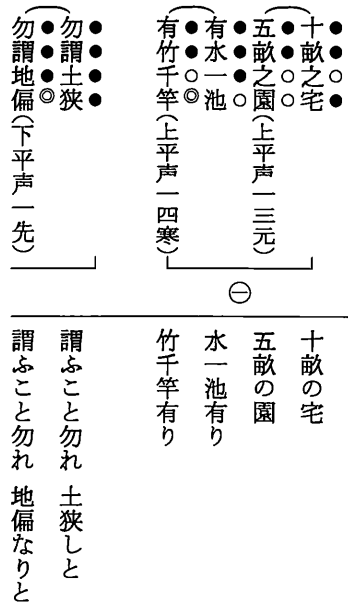 ●●○●
十畝之宅
●●○○
五畝之園(上平声一三元)
●●●○
有水一池
●●○◎
有竹千竿(上平声一四寒)
●●●●
勿謂土狭
●●●◎
勿謂地偏(下平声一先)
㊀
十畝の宅
五畝の園
水一池有り
竹千竿有り
謂ふこと勿れ 土狭しと
謂ふこと勿れ 地偏なりと